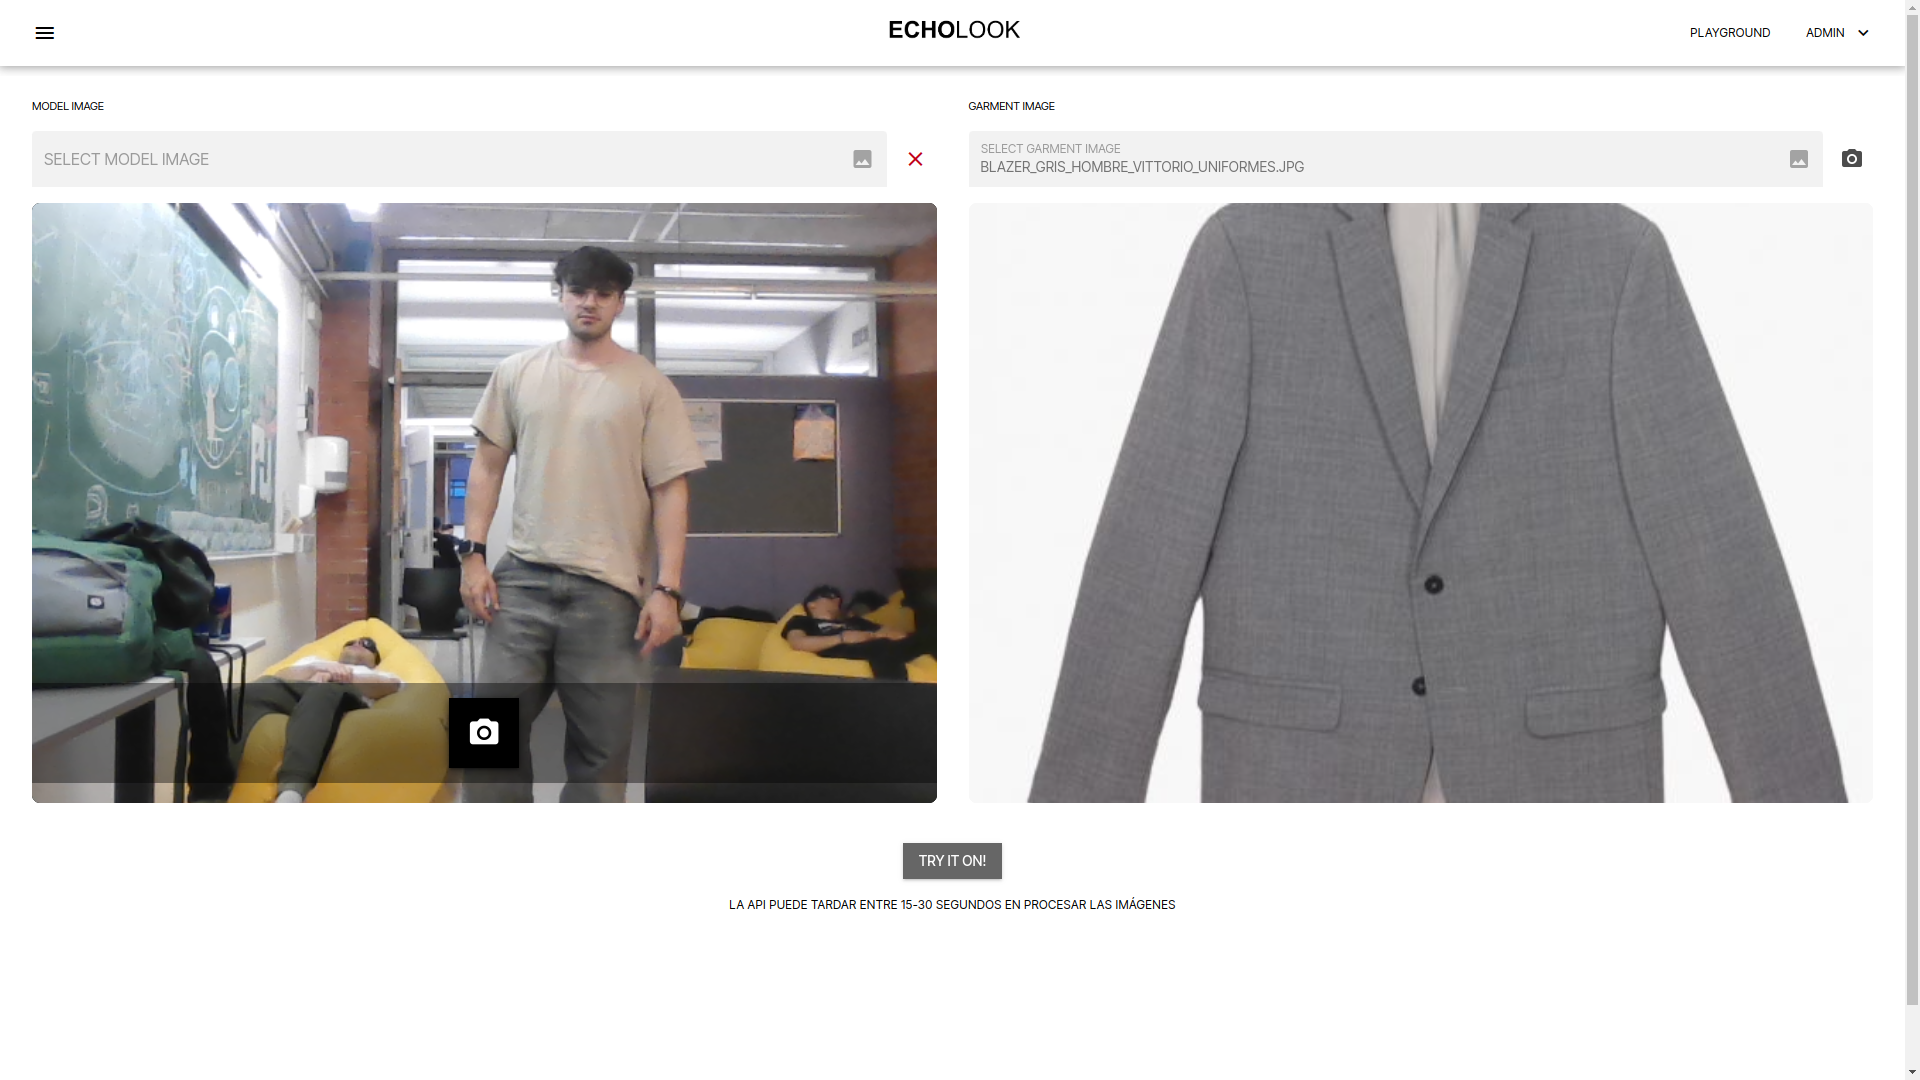 ECHOLOOK
PLAYGROUND
ADMIN
MODEL IMAGE
SELECT MODEL IMAGE
GARMENT IMAGE
SELECT GARMENT IMAGE
BLAZER_GRIS_HOMBRE_VITTORIO_UNIFORMES.JPG
TRY IT ON!
LA API PUEDE TARDAR ENTRE 15-30 SEGUNDOS EN PROCESAR LAS IMÁGENES